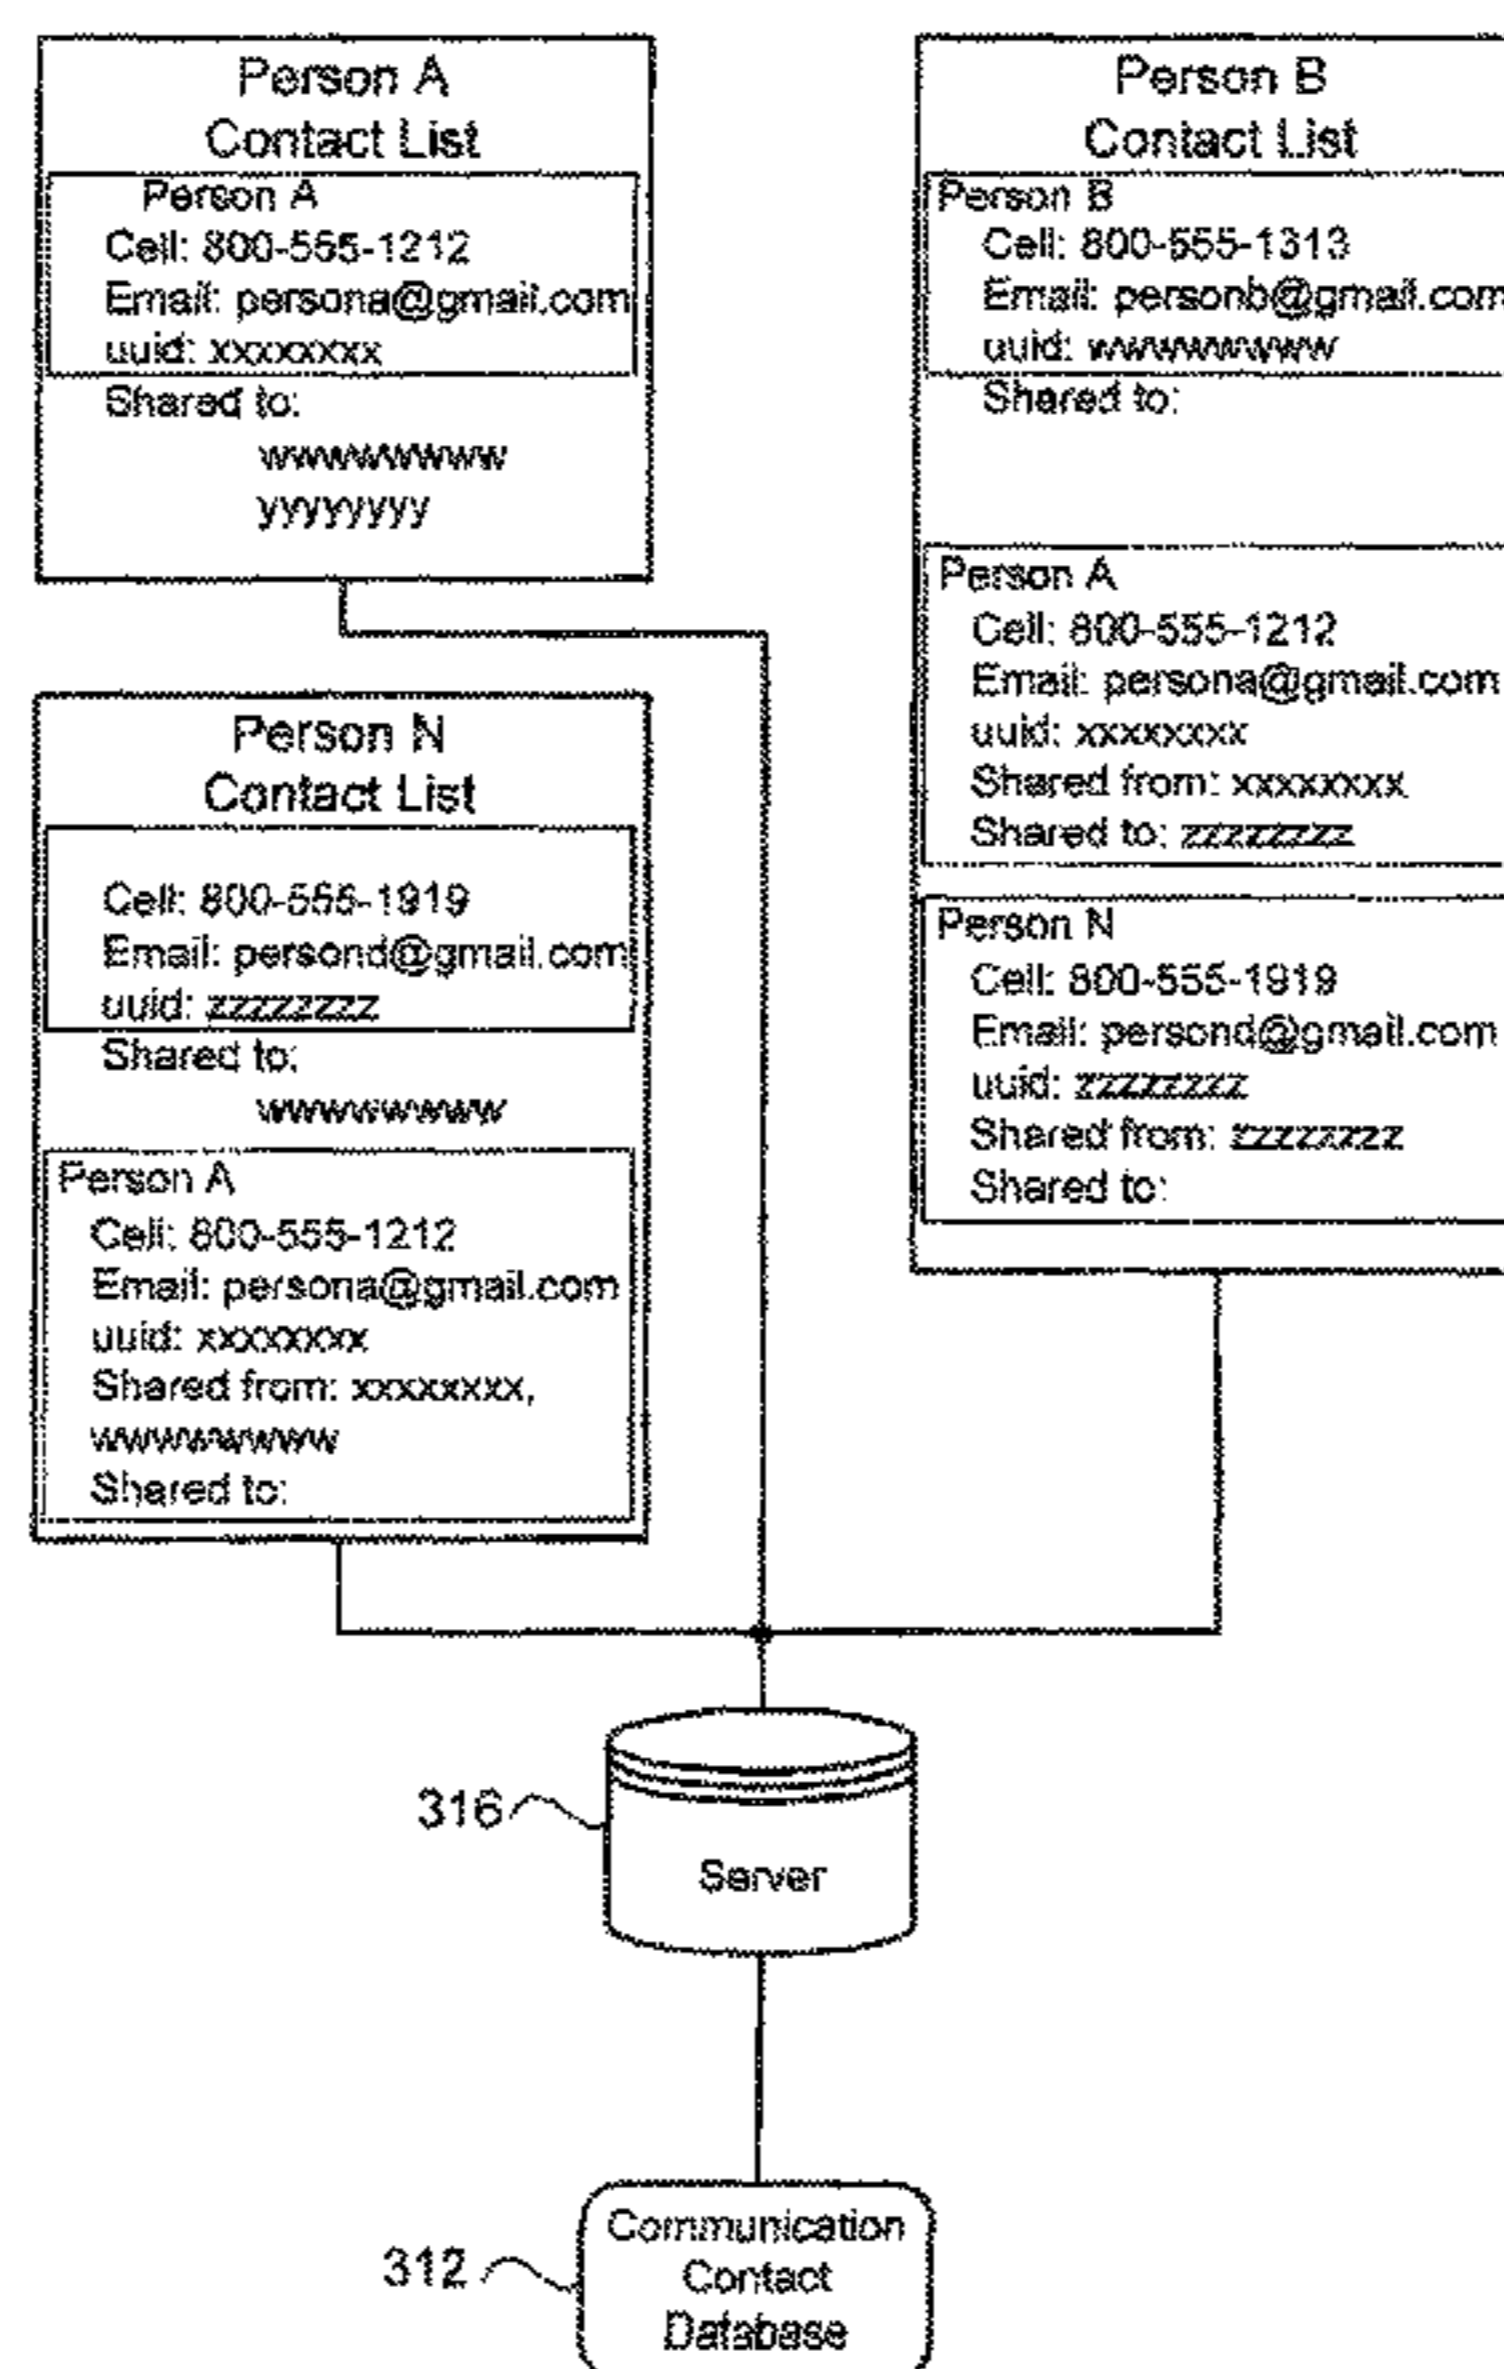 Person A
Contact List
Person A
Cell: 800-555-1212
Email: persona@gmail.com
uuid: xxxxxxxx
Shared to:
wwwwwwww
yyyyyyyy
Person N
Contact List
Cell: 800-555-1919
Email: persond@gmail.com
uuid: zzzzzzzz
Shared to:
wwwwwwww
Person A
Cell: 800-555-1212
Email: persona@gmail.com
uuid: xxxxxxxx
Shared from: xxxxxxxx,
wwwwwwww
Shared to:
Person B
Contact List
Person B
Cell: 800-555-1313
Email: personb@gmail.com
uuid: wwwwwwww
Shared to:
Person A
Cell: 800-555-1212
Email: persona@gmail.com
uuid: xxxxxxxx
Shared from: xxxxxxxx
Shared to: zzzzzzzz
Person N
Cell: 800-555-1919
Email: persond@gmail.com
uuid: zzzzzzzz
Shared from: zzzzzzzz
Shared to:
316
Server
312
Communication
Contact
Database